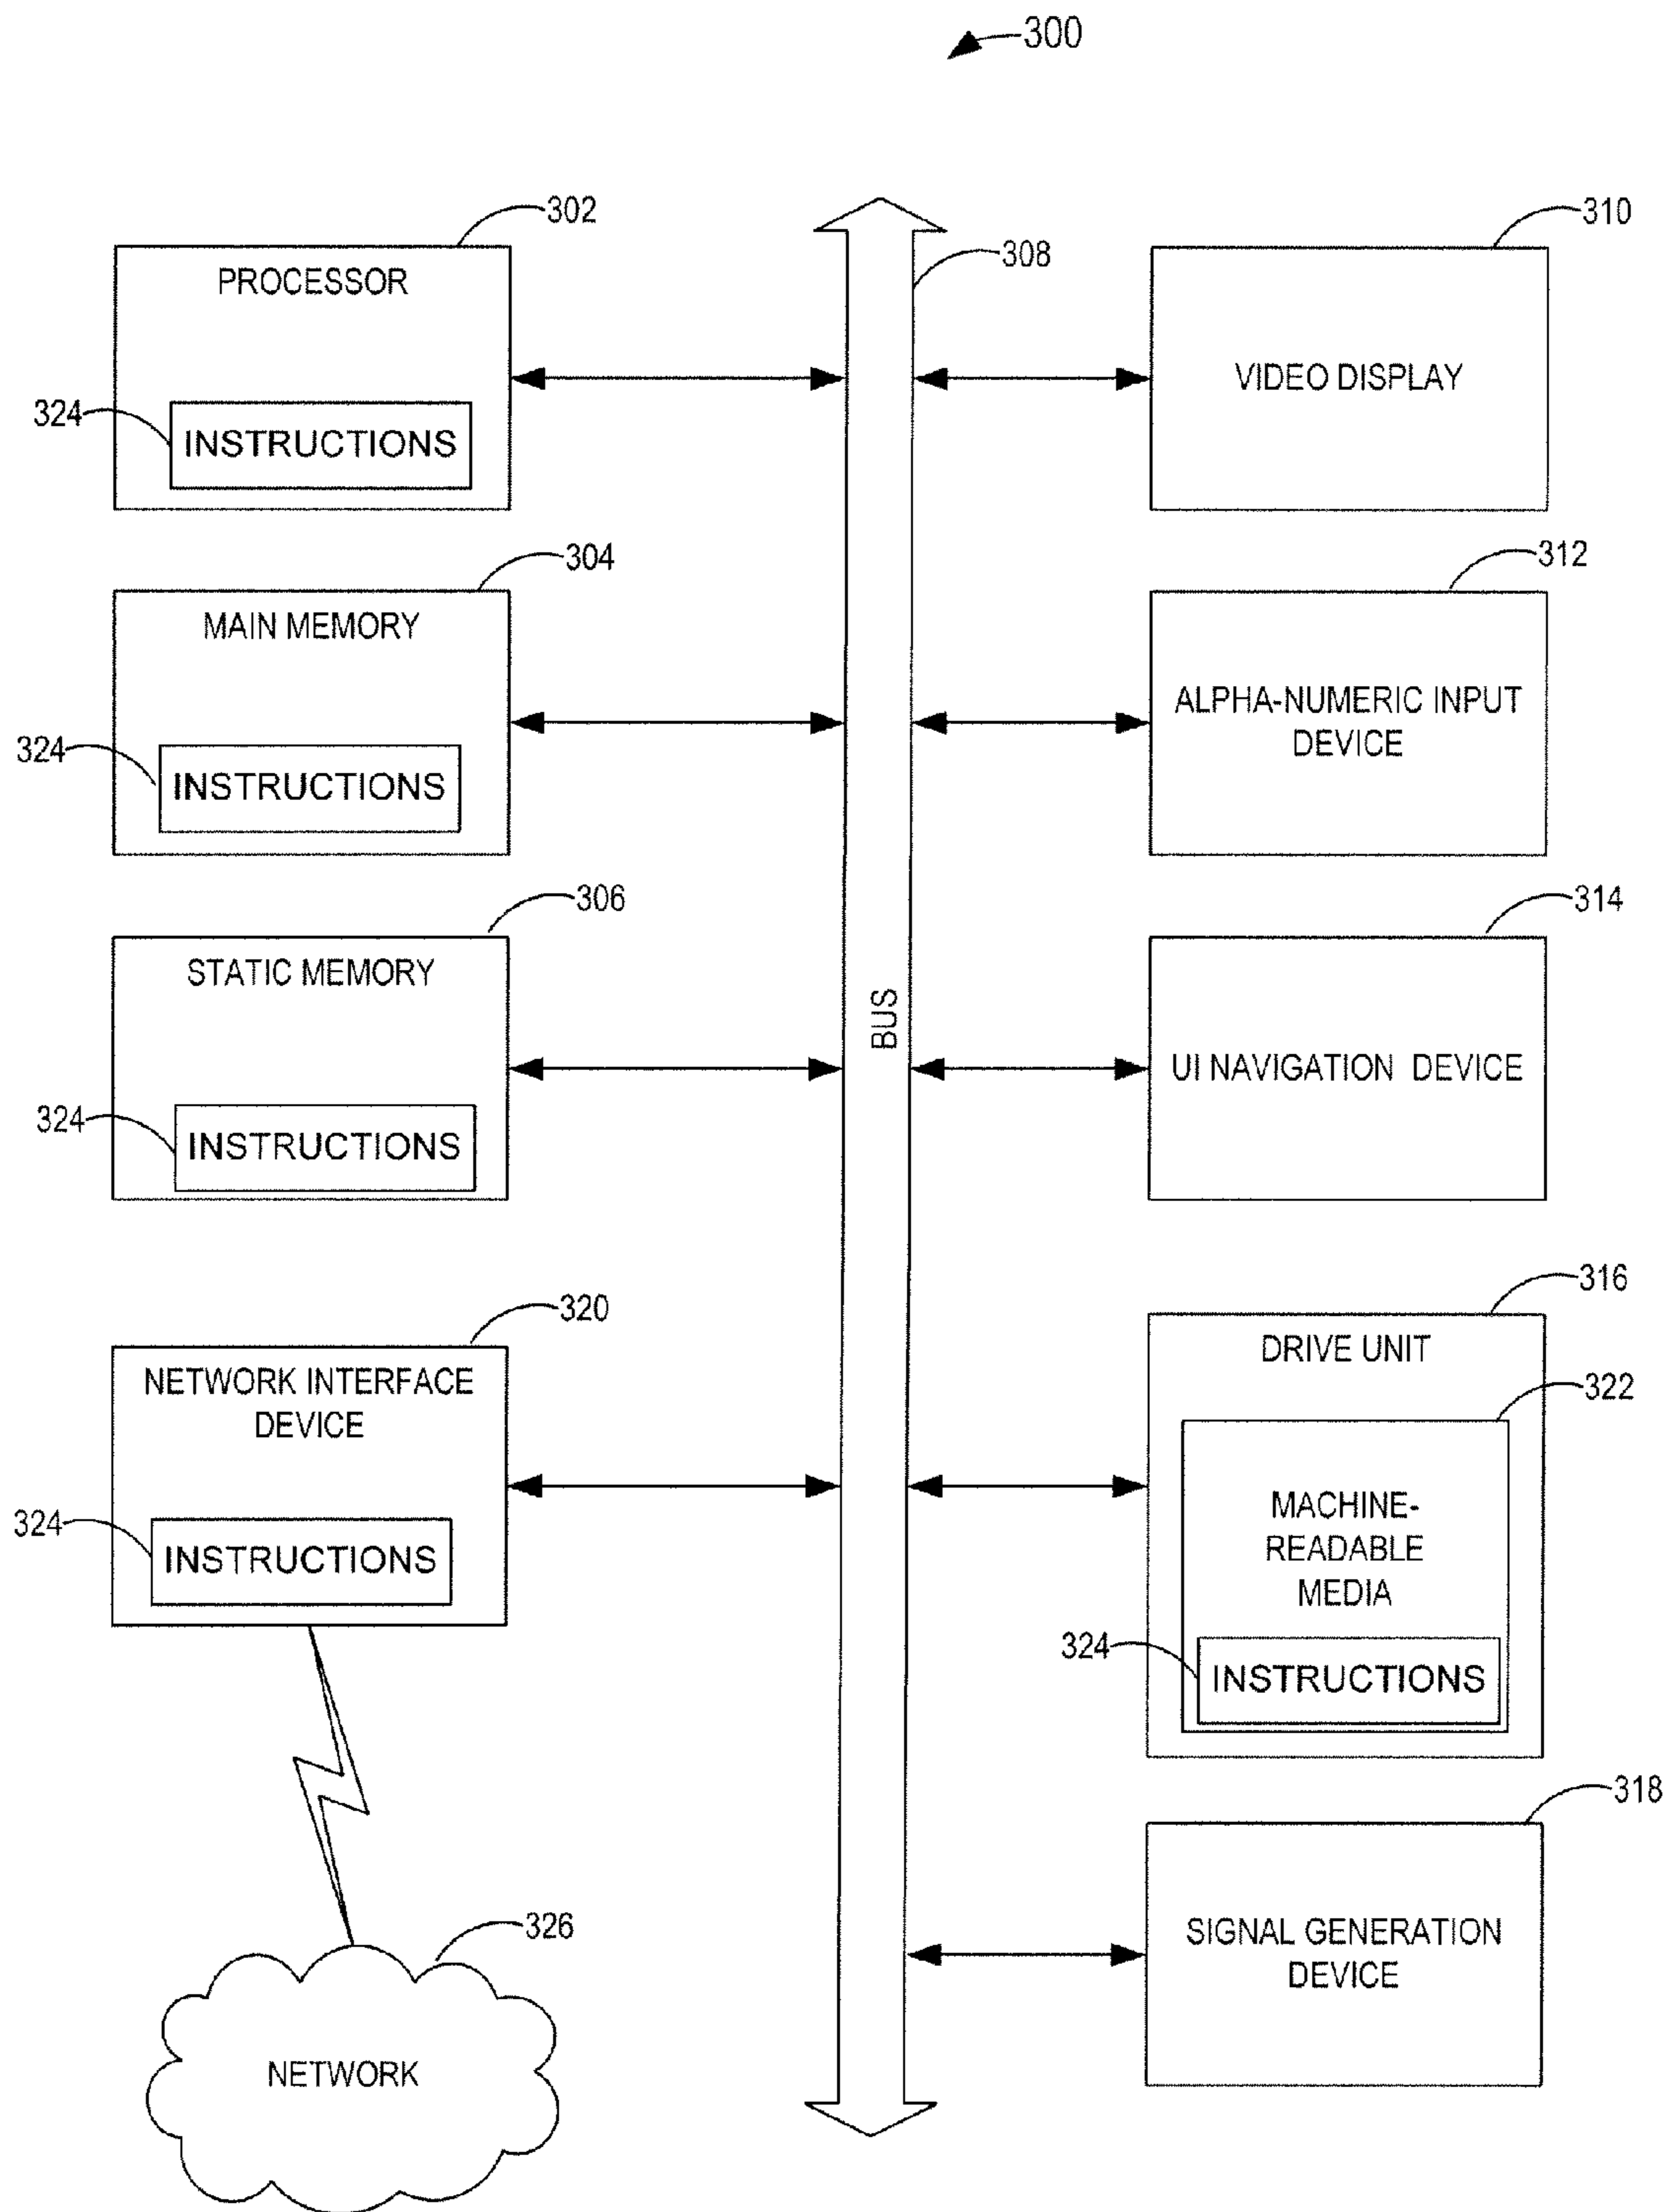 300
302
PROCESSOR
324
INSTRUCTIONS
304
MAIN MEMORY
324
INSTRUCTIONS
306
STATIC MEMORY
324
INSTRUCTIONS
320
NETWORK INTERFACE
DEVICE
324
INSTRUCTIONS
326
NETWORK
308
BUS
310
VIDEO DISPLAY
312
ALPHA-NUMERIC INPUT
DEVICE
314
UI NAVIGATION DEVICE
316
DRIVE UNIT
322
MACHINE-
READABLE
MEDIA
324
INSTRUCTIONS
318
SIGNAL GENERATION
DEVICE